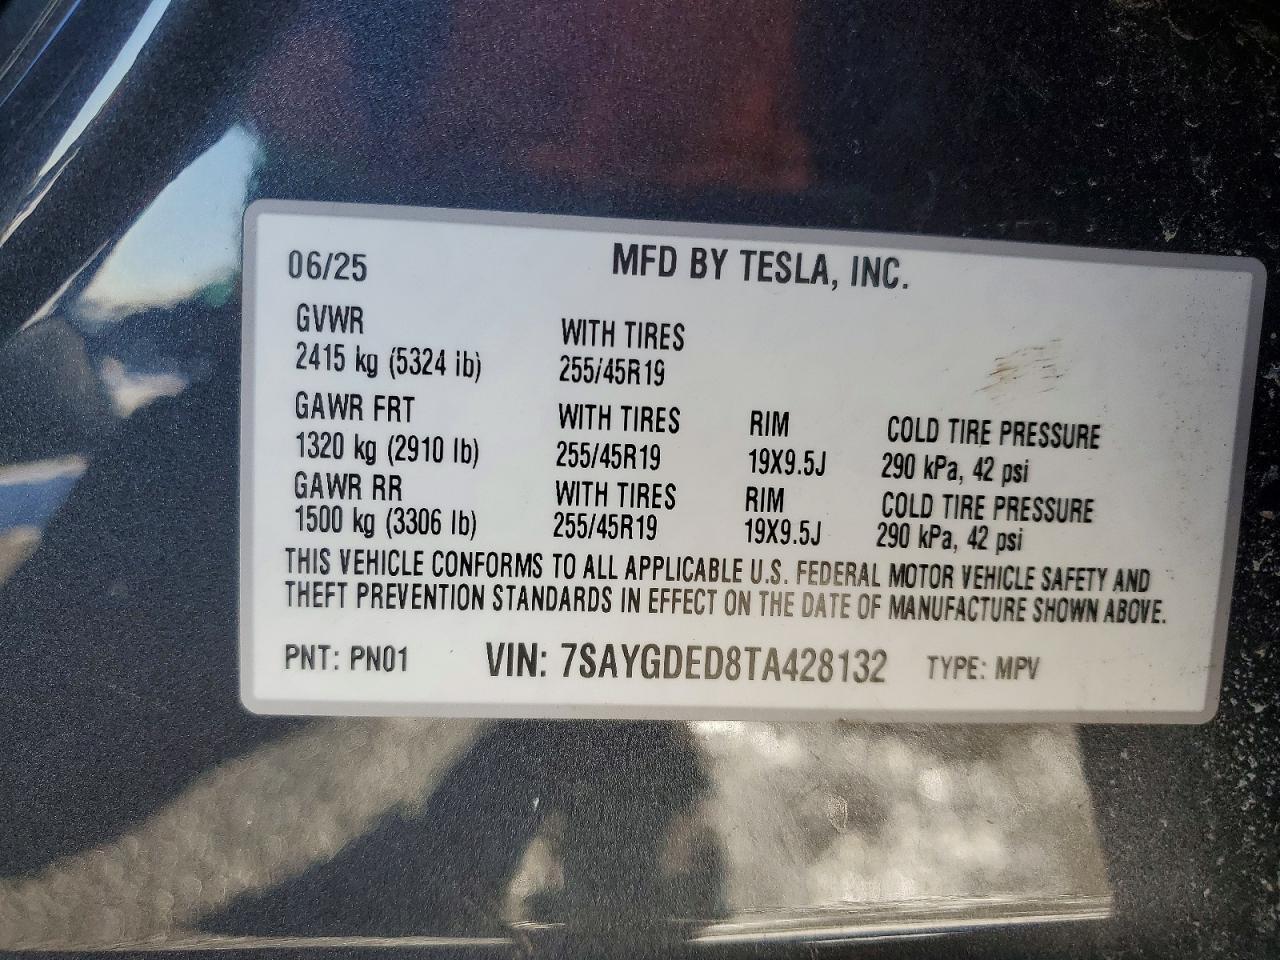 06/25 MFD BY TESLA, INC.
GVWR WITH TIRES
2415 kg (5324 lb) 255/45R19
GAWR FRT WITH TIRES RIM COLD TIRE PRESSURE
1320 kg (2910 lb) 255/45R19 19X9.5J 290 kPa, 42 psi
GAWR RR WITH TIRES RIM COLD TIRE PRESSURE
1500 kg (3306 lb) 255/45R19 19X9.5J 290 kPa, 42 psi
THIS VEHICLE CONFORMS TO ALL APPLICABLE U.S. FEDERAL MOTOR VEHICLE SAFETY AND
THEFT PREVENTION STANDARDS IN EFFECT ON THE DATE OF MANUFACTURE SHOWN ABOVE.
PNT: PN01 VIN: 7SAYGDED8TA428132 TYPE: MPV